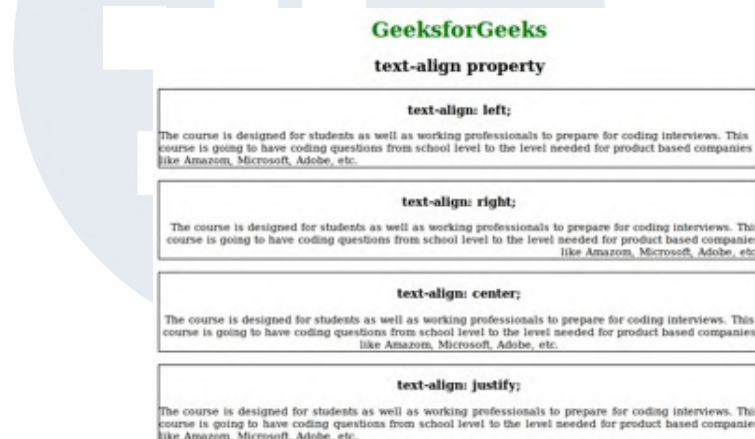 GeeksforGeeks
text-align property
text-align: left;
The course is designed for students as well as working professionals to prepare for coding interviews. This
course is going to have coding questions from school level to the level needed for product based companies
like Amazom, Microsoft, Adobe, etc.
text-align: right;
The course is designed for students as well as working professionals to prepare for coding interviews. This
course is going to have coding questions from school level to the level needed for product based companies
like Amazom, Microsoft, Adobe, etc.
text-align: center;
The course is designed for students as well as working professionals to prepare for coding interviews. This
course is going to have coding questions from school level to the level needed for product based companies
like Amazom, Microsoft, Adobe, etc.
text-align: justify;
The course is designed for students as well as working professionals to prepare for coding interviews. This
course is going to have coding questions from school level to the level needed for product based companies
like Amazom, Microsoft, Adobe, etc.